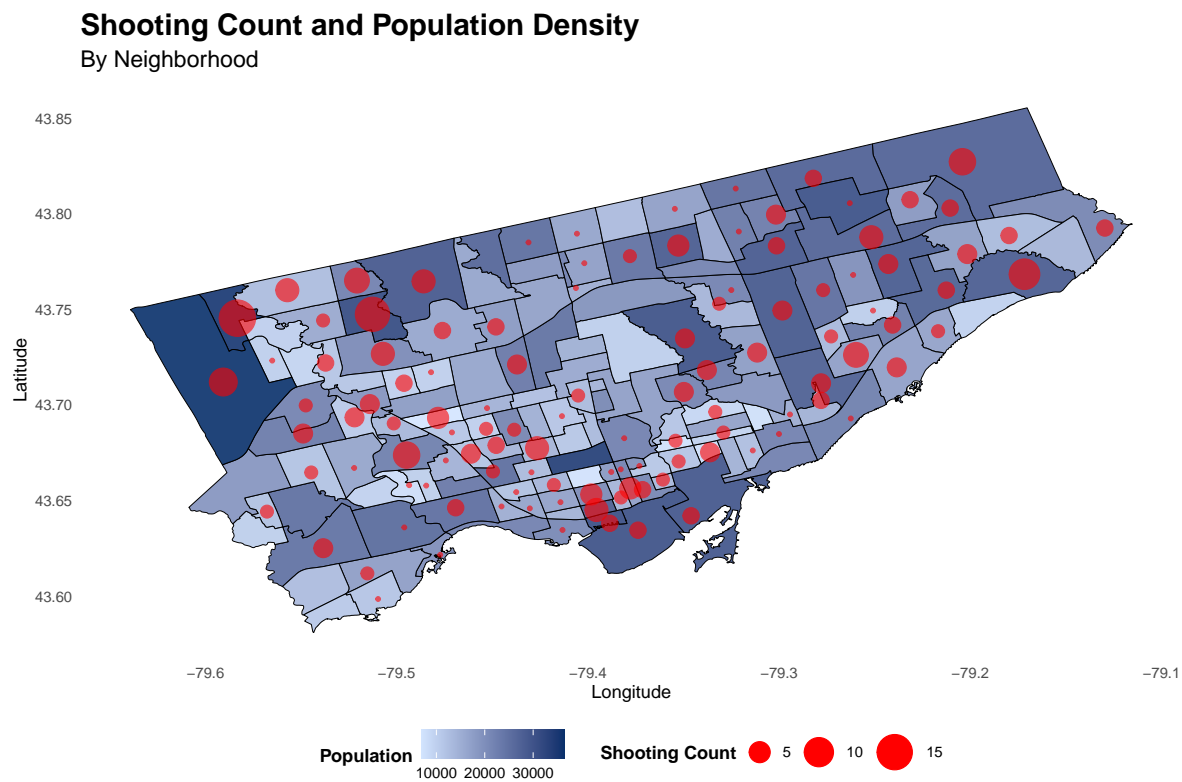 Shooting Count and Population Density
By Neighborhood
43.85
43.80
43.75
43.70
43.65
43.60
Latitude
−79.6 −79.5 −79.4 −79.3 −79.2 −79.1
Longitude
Population 10000 20000 30000 Shooting Count 5 10 15